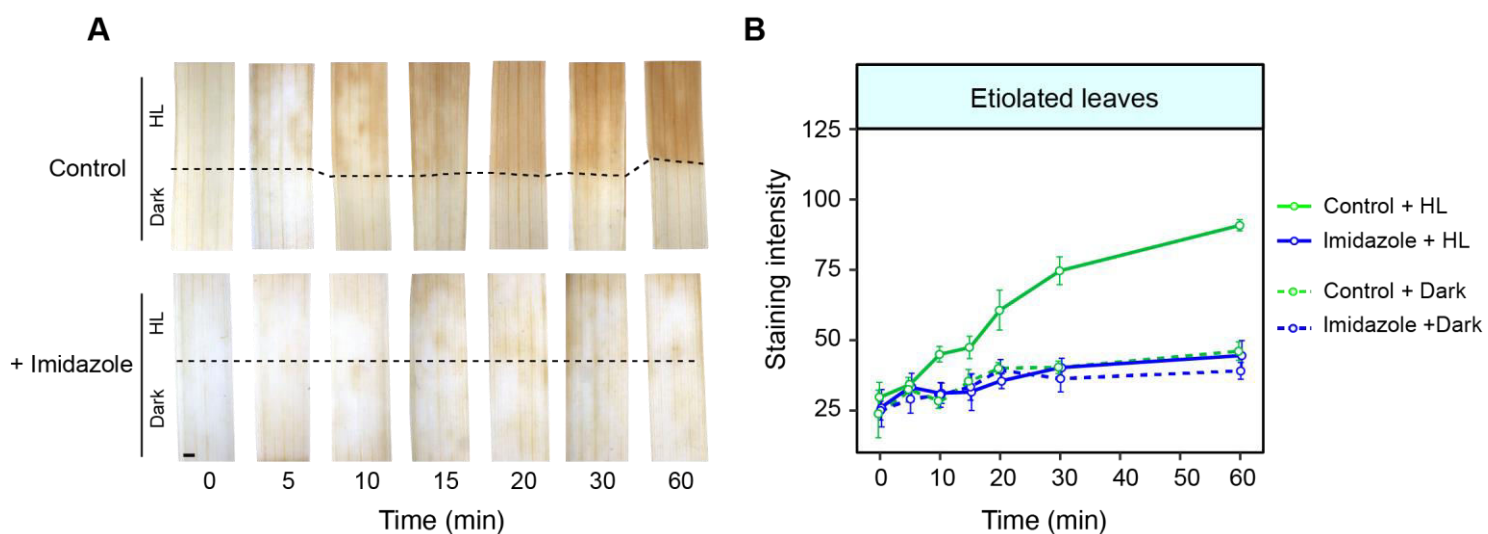 A
HL
Control
Dark
HL
+ Imidazole
Dark
0 5 10 15 20 30 60
Time (min)
B
Etiolated leaves
125
100
75
50
25
Staining intensity
0 10 20 30 40 50 60
Time (min)
Control + HL
Imidazole + HL
Control + Dark
Imidazole +Dark